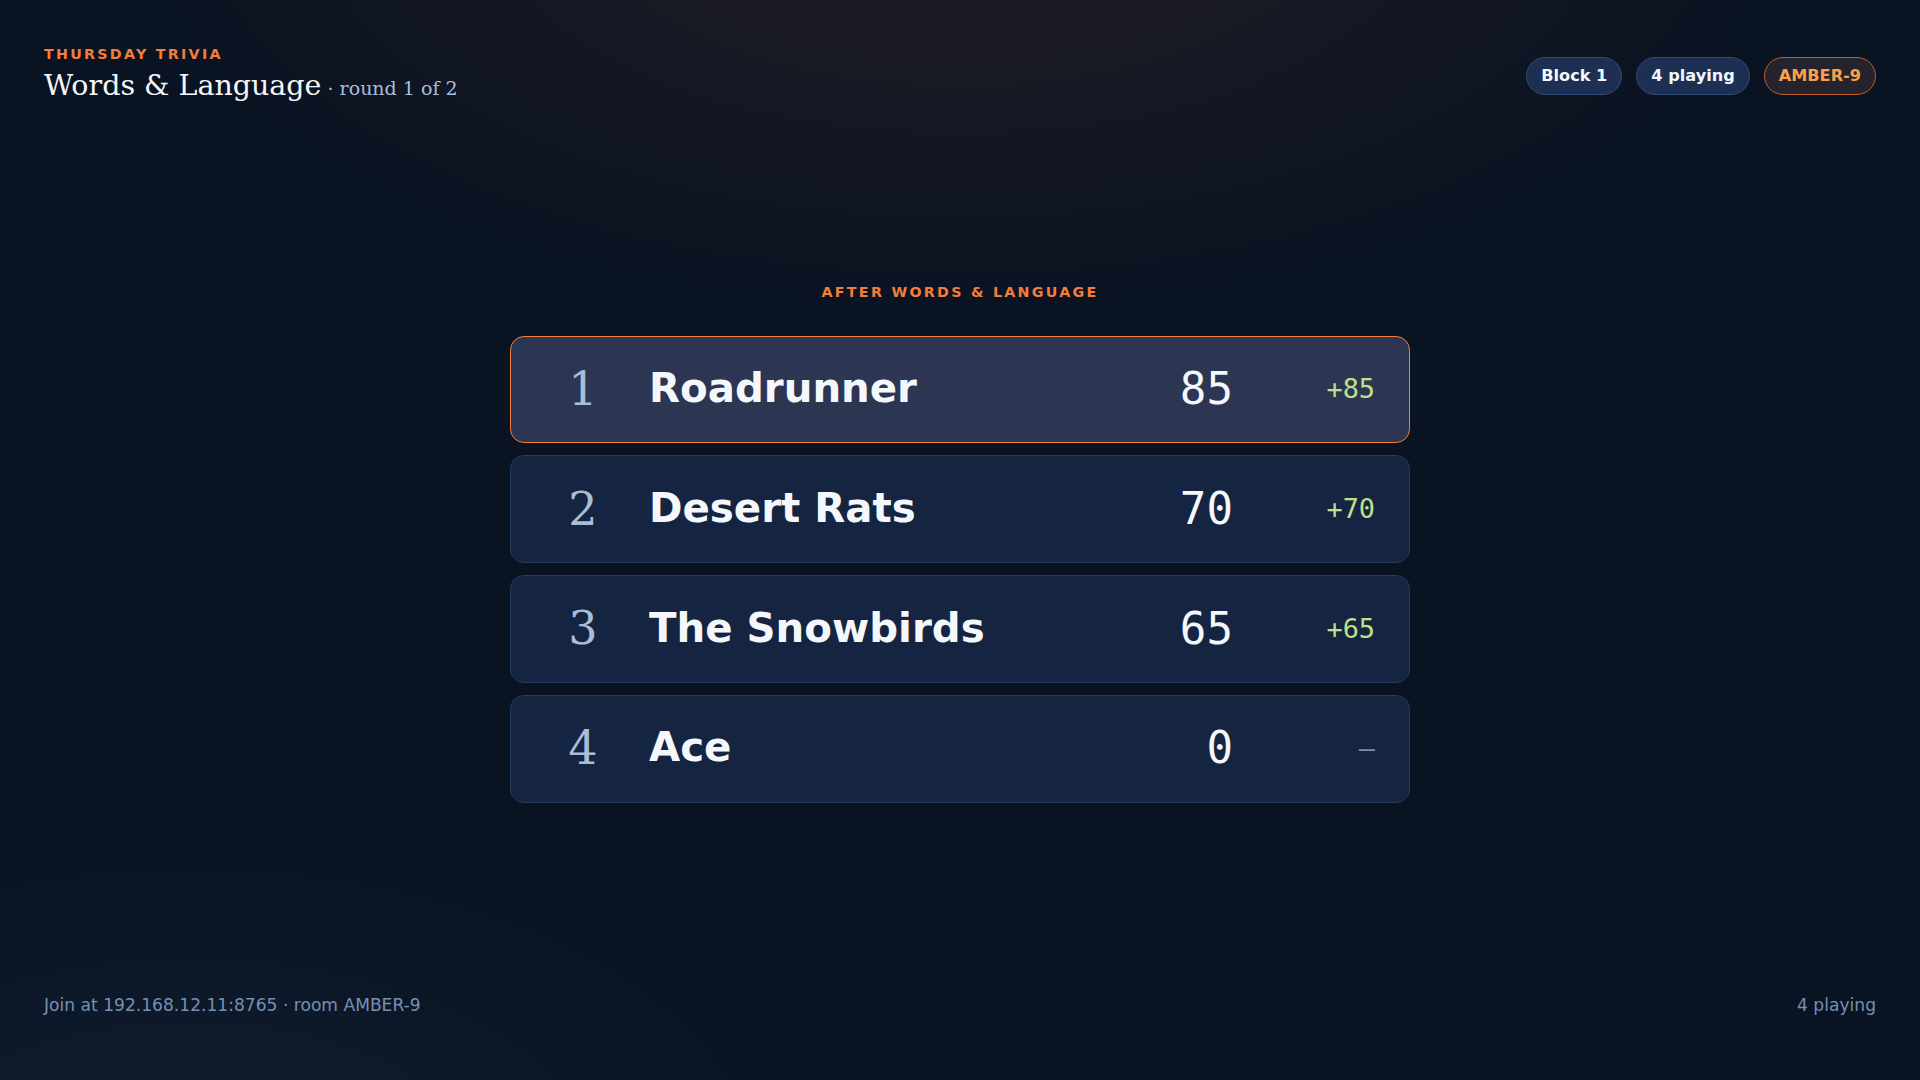 THURSDAY TRIVIA
Words & Language · round 1 of 2
Block 1
4 playing
AMBER-9
AFTER WORDS & LANGUAGE
1 Roadrunner 85 +85
2 Desert Rats 70 +70
3 The Snowbirds 65 +65
4 Ace 0 —
Join at 192.168.12.11:8765 · room AMBER-9
4 playing